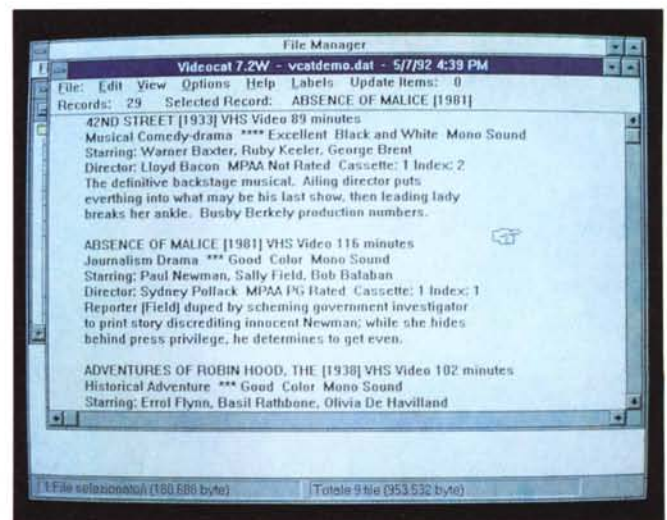 File Manager
Videocat 7.2W - vcatdemo.dat - 5/7/92 4:39 PM
File: Edit View Options Help Labels Update Items: 0
Records: 29 Selected Record: ABSENCE OF MALICE [1981]
42ND STREET [1933] VHS Video 89 minutes
Musical Comedy-drama **** Excellent Black and White Mono Sound
Starring: Warner Baxter, Ruby Keeler, George Brent
Director: Lloyd Bacon MPAA Not Rated Cassette: 1 Index: 2
The definitive backstage musical. Ailing director puts
everthing into what may be his last show, then leading lady
breaks her ankle. Busby Berkely production numbers.
ABSENCE OF MALICE [1981] VHS Video 116 minutes
Journalism Drama *** Good Color Mono Sound
Starring: Paul Newman, Sally Field, Bob Balaban
Director: Sydney Pollack MPAA PG Rated Cassette: 1 Index: 1
Reporter [Field] duped by scheming government investigator
to print story discrediting innocent Newman; while she hides
behind press privilege, he determines to get even.
ADVENTURES OF ROBIN HOOD, THE [1938] VHS Video 102 minutes
Historical Adventure *** Good Color Mono Sound
Starring: Errol Flynn, Basil Rathbone, Olivia De Havilland
File selezionato/i (180.686 byte) Totale 9 file (953.532 byte)